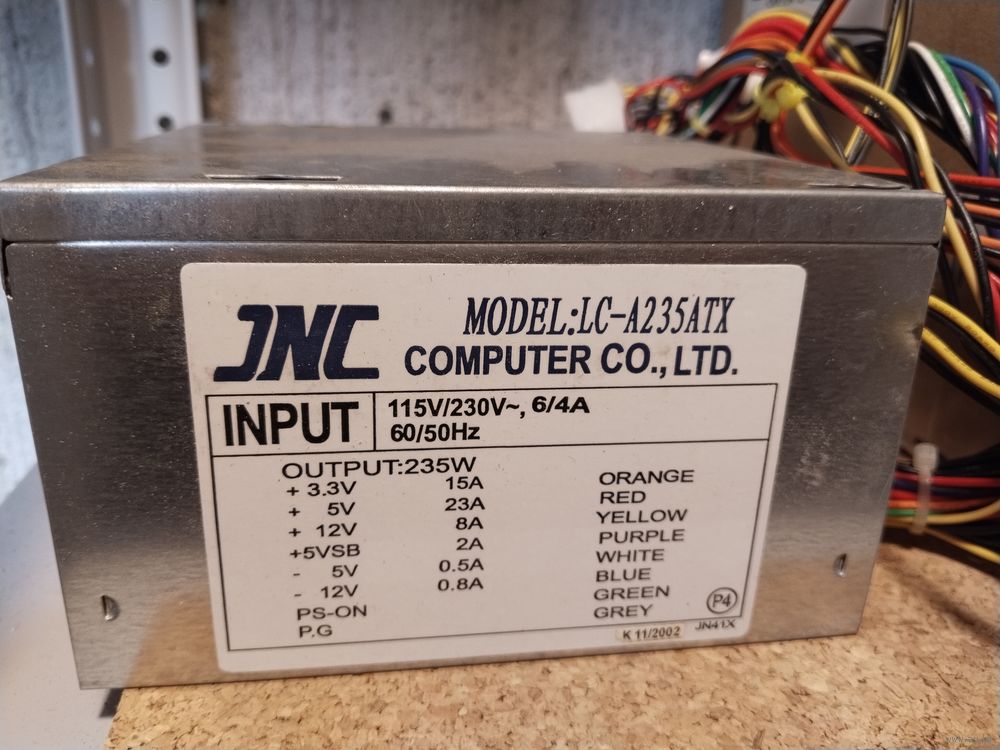 JNC
MODEL:LC-A235ATX
COMPUTER CO., LTD.
INPUT
115V/230V~, 6/4A
60/50Hz
OUTPUT:235W
+ 3.3V 15A ORANGE
+ 5V 23A RED
+ 12V 8A YELLOW
+5VSB 2A PURPLE
- 5V 0.5A WHITE
- 12V 0.8A BLUE
PS-ON GREEN
P.G GREY
P4
K 11/2002
JN41X